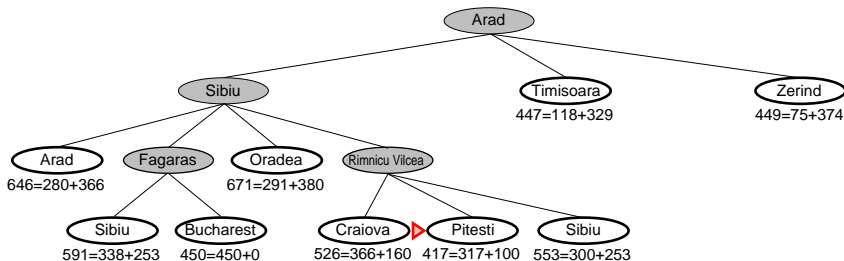 Arad
Sibiu
Timisoara
Zerind
447=118+329
449=75+374
Arad
Fagaras
Oradea
Rimnicu Vilcea
646=280+366
671=291+380
Sibiu
Bucharest
Craiova
Pitesti
Sibiu
591=338+253
450=450+0
526=366+160
417=317+100
553=300+253